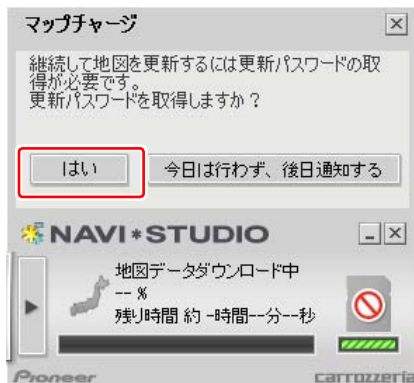 マップチャージ
継続して地図を更新するには更新パスワードの取
得が必要です。
更新パスワードを取得しますか？
はい
今日は行わず、後日通知する
NAVI*STUDIO
地図データダウンロード中
-- %
残り時間 約 -時間--分--秒
Pioneer
carrozzeria